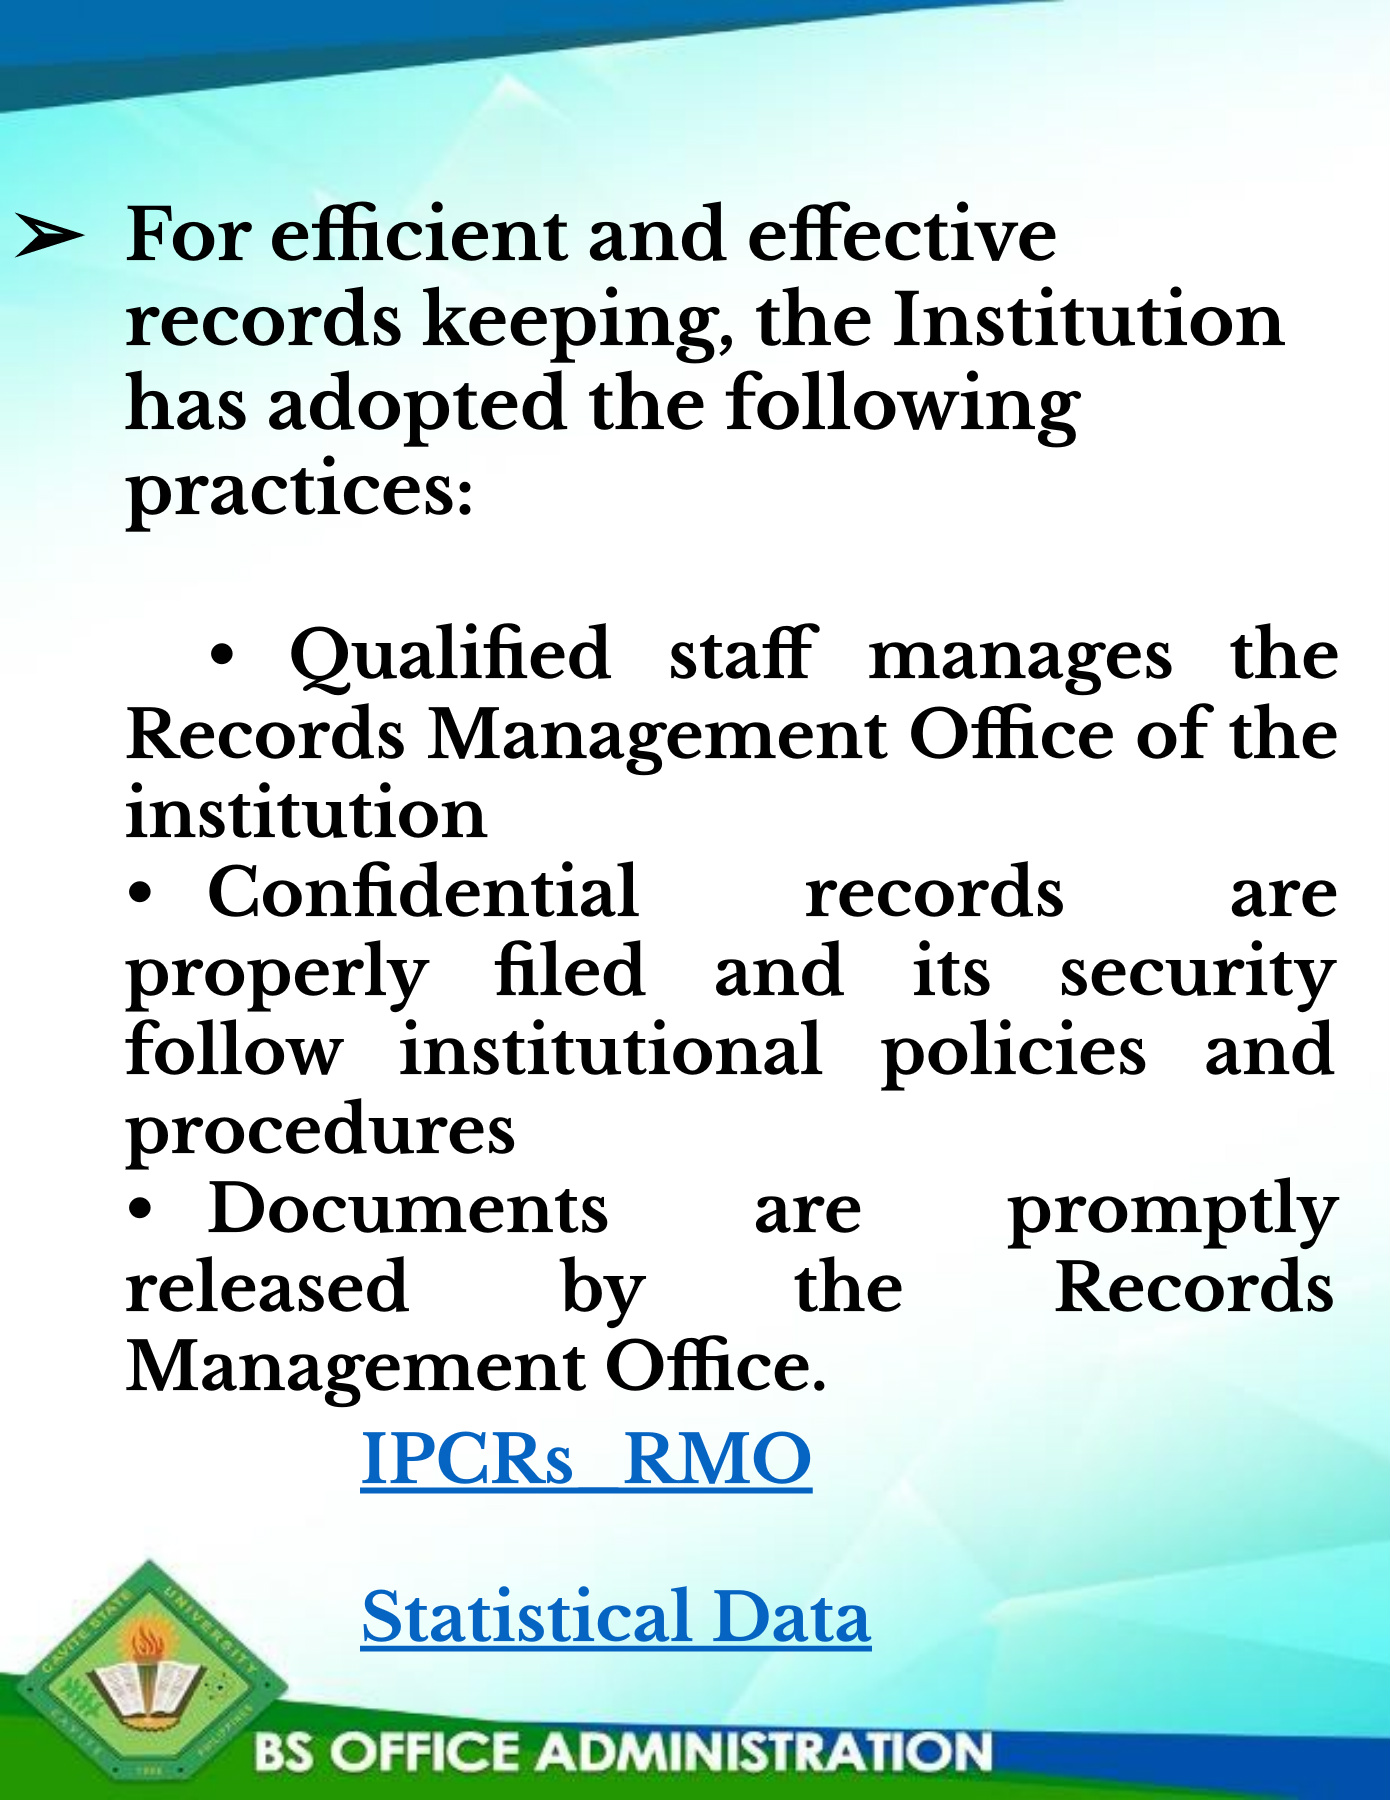 ➢ For efficient and effective
records keeping, the Institution
has adopted the following
practices:
• Qualified staff manages the
Records Management Office of the
institution
• Confidential records are
properly filed and its security
follow institutional policies and
procedures
• Documents are promptly
released by the Records
Management Office.
IPCRs_RMO
Statistical Data
CAVITE STATE UNIVERSITY
CAVITE PHILIPPINES
BS OFFICE ADMINISTRATION